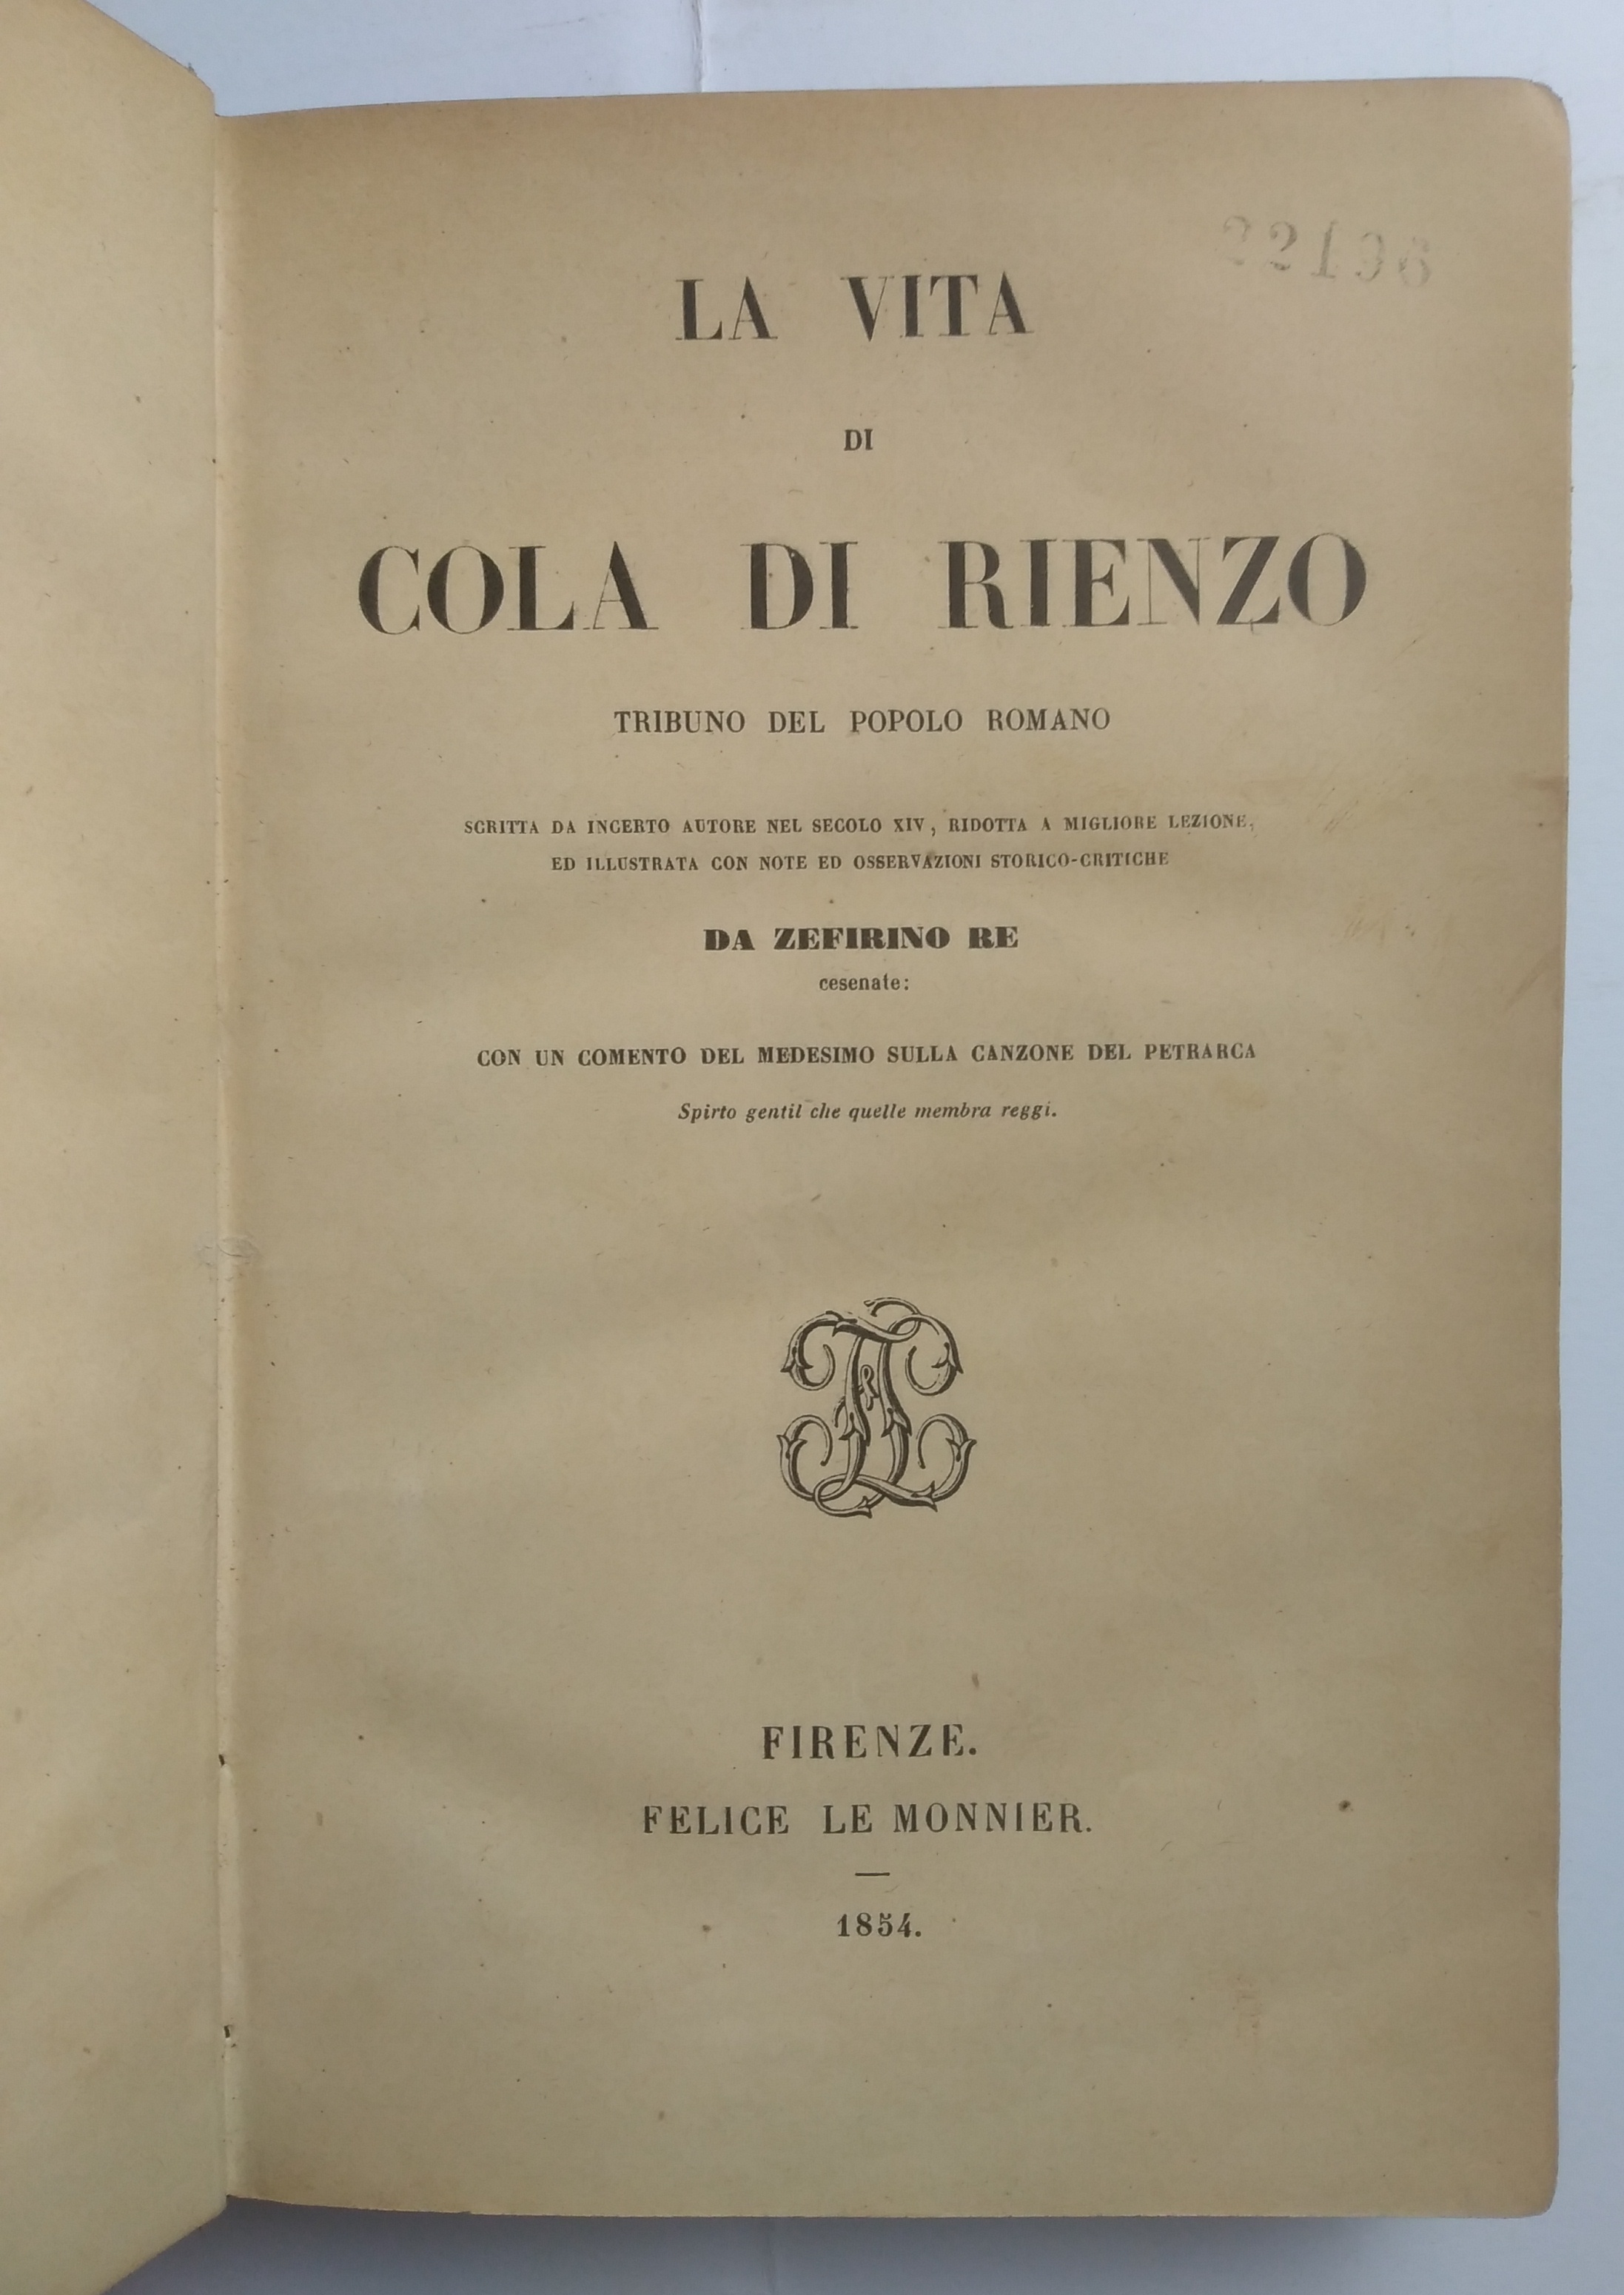 22136
LA VITA
DI
COLA DI RIENZO
TRIBUNO DEL POPOLO ROMANO
SCRITTA DA INCERTO AUTORE NEL SECOLO XIV, RIDOTTA A MIGLIORE LEZIONE,
ED ILLUSTRATA CON NOTE ED OSSERVAZIONI STORICO-CRITICHE
DA ZEFIRINO RE
cesenate:
CON UN COMENTO DEL MEDESIMO SULLA CANZONE DEL PETRARCA
Spirto gentil che quelle membra reggi.
FIRENZE.
FELICE LE MONNIER.
1854.